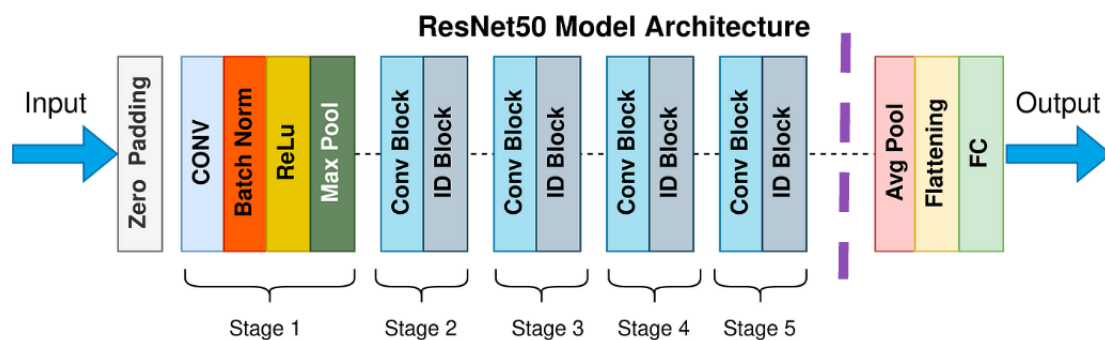 ResNet50 Model Architecture
Input
Zero Padding
CONV
Batch Norm
ReLu
Max Pool
Conv Block
ID Block
Conv Block
ID Block
Conv Block
ID Block
Conv Block
ID Block
Avg Pool
Flattening
FC
Output
Stage 1
Stage 2
Stage 3
Stage 4
Stage 5